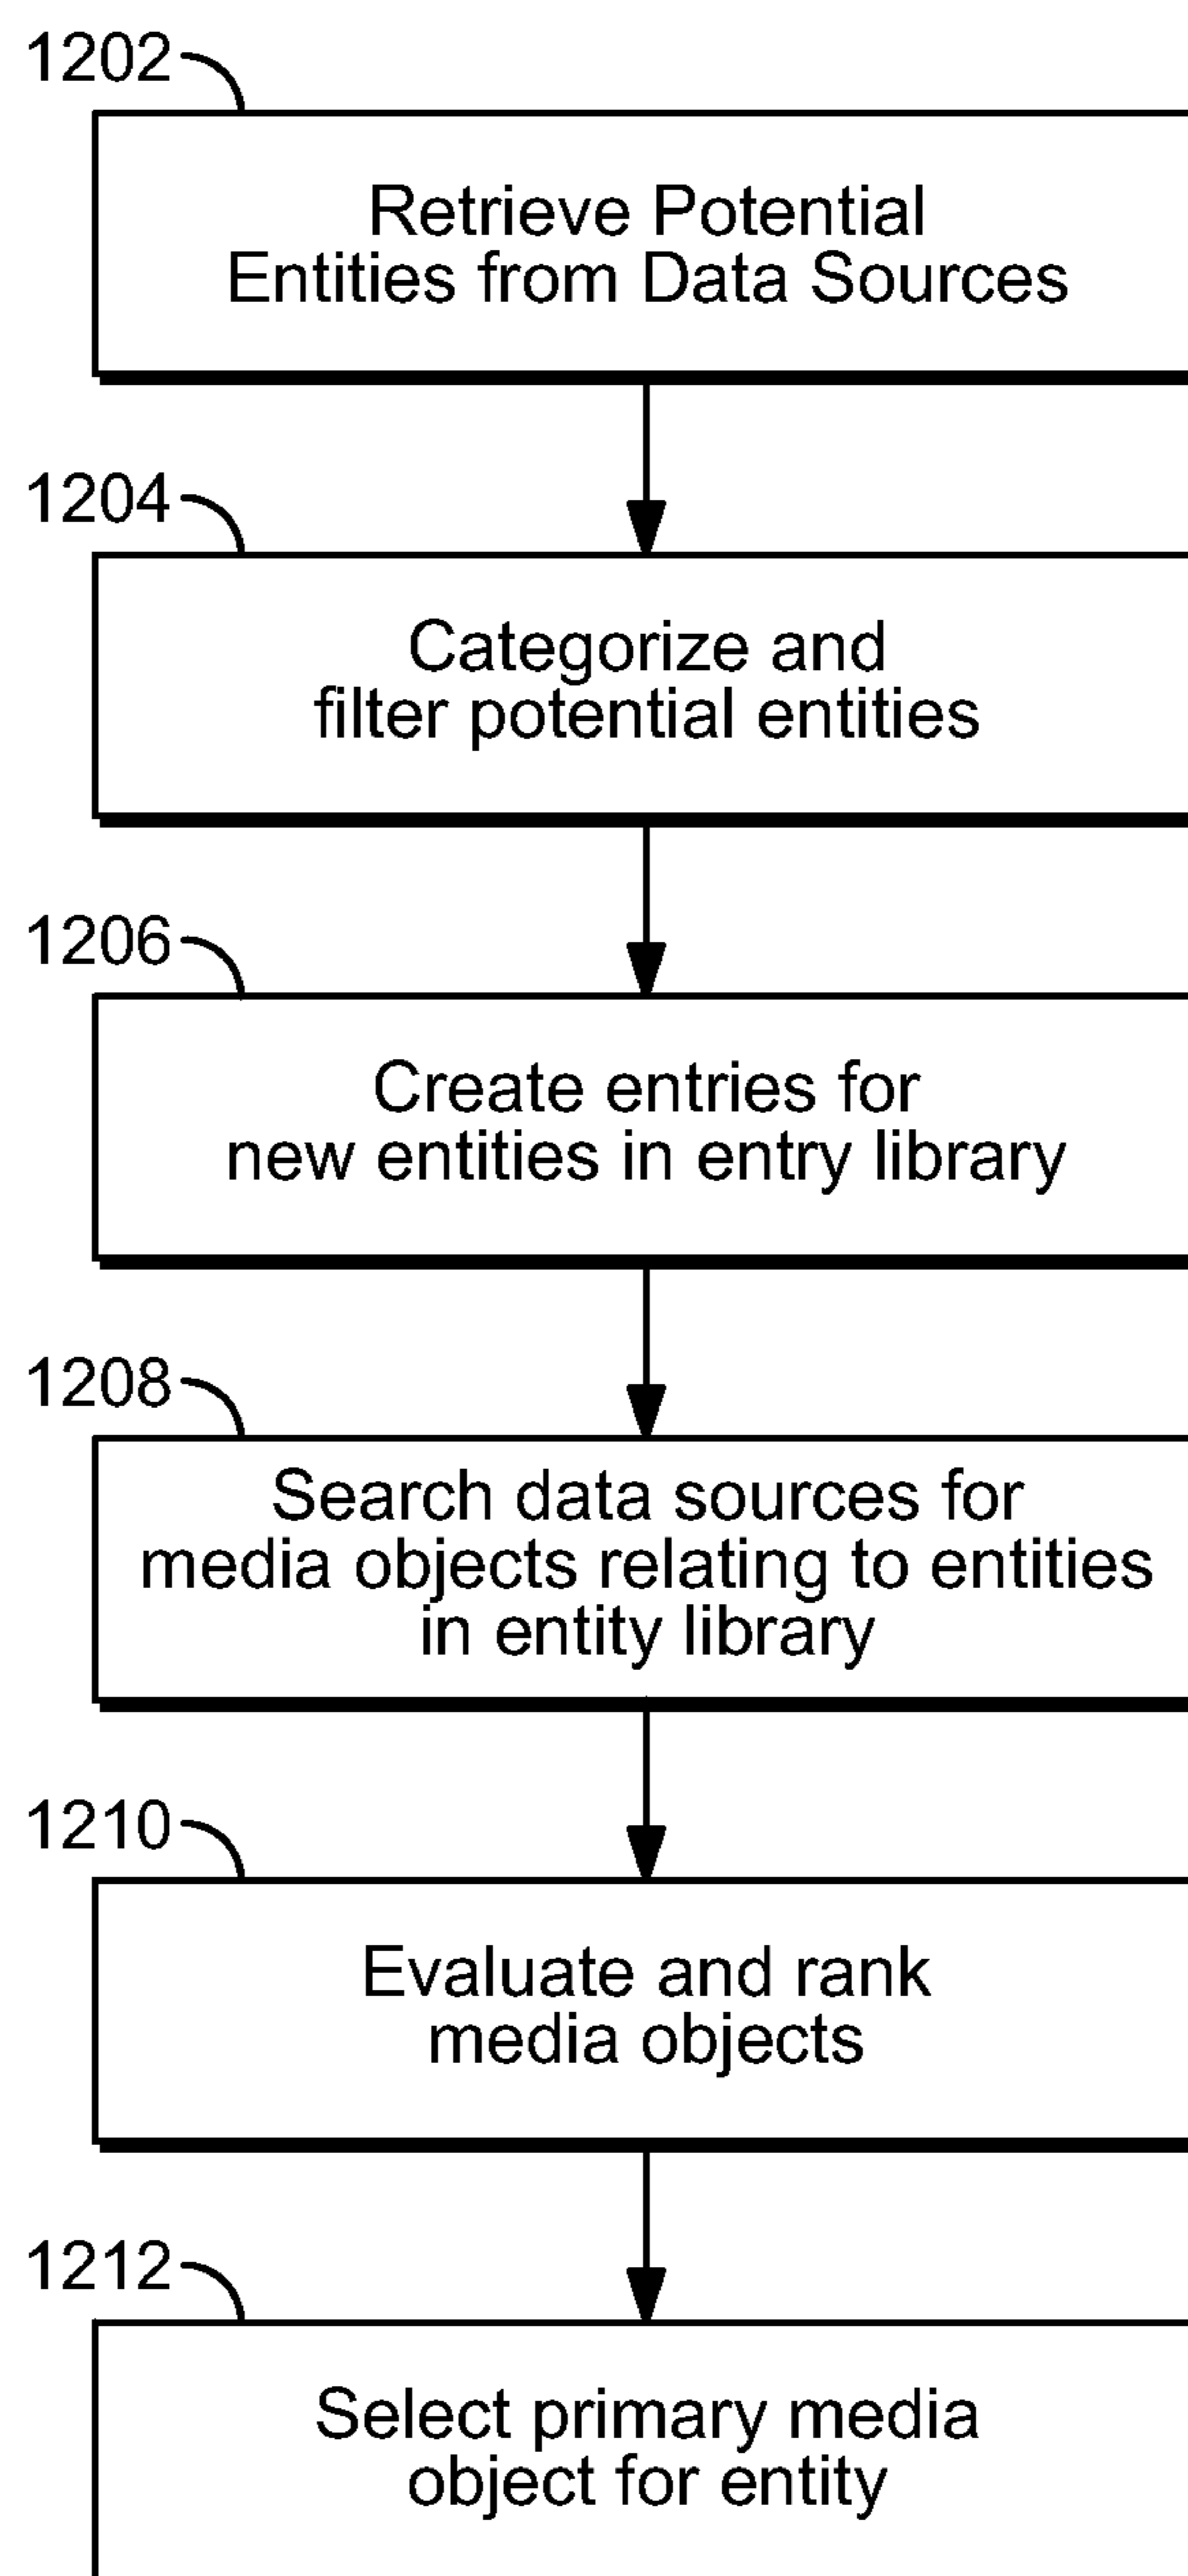 1202
Retrieve Potential
Entities from Data Sources
1204
Categorize and
filter potential entities
1206
Create entries for
new entities in entry library
1208
Search data sources for
media objects relating to entities
in entity library
1210
Evaluate and rank
media objects
1212
Select primary media
object for entity